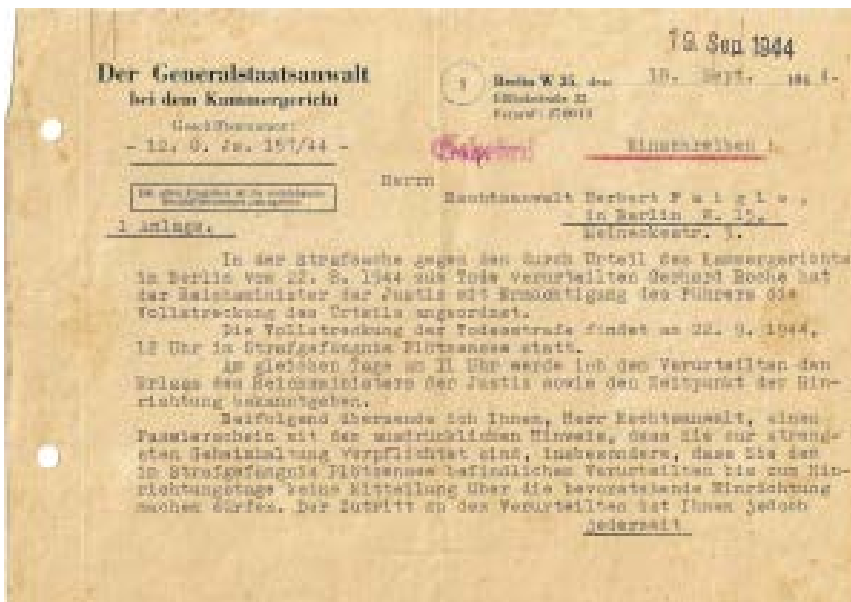 19. Sep. 1944
Der Generalstaatsanwalt
bei dem Kammergericht
Geschäftsnummer:
- 12. O. Js. 157/44 -
Berlin W 35, den 18. Sept. 1944.
Einschreiben !
Herrn
Rechtsanwalt Herbert
in Berlin W. 15,
Meineckestr.
1 Anlage.
In der Strafsache gegen den durch Urteil des Kammergerichts
in Berlin vom 22. 8. 1944 zum Tode verurteilten Gerhard hat
der Reichsminister der Justiz mit Ermächtigung des Führers die
Vollstreckung des Urteils angeordnet.
Die Vollstreckung der Todesstrafe findet am 22. 9. 1944,
12 Uhr im Strafgefängnis Plötzensee statt.
Am gleichen Tage um 11 Uhr werde ich dem Verurteilten den
Erlass des Reichsministers der Justiz sowie den Zeitpunkt der Hin-
richtung bekanntgeben.
Beifolgend übersende ich Ihnen, Herr Rechtsanwalt, einen
Passierschein mit dem ausdrücklichen Hinweis, dass Sie zur streng-
sten Geheimhaltung verpflichtet sind, insbesondere, dass Sie dem
im Strafgefängnis Plötzensee befindlichen Verurteilten bis zum Hin-
richtungstage keine Mitteilung über die bevorstehende Hinrichtung
machen dürfen. Der Zutritt zu dem Verurteilten ist Ihnen jedoch
jederzeit